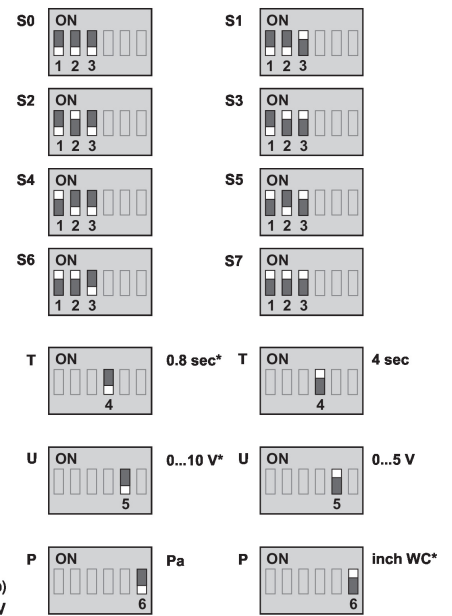 S0 ON 1 2 3
S1 ON 1 2 3
S2 ON 1 2 3
S3 ON 1 2 3
S4 ON 1 2 3
S5 ON 1 2 3
S6 ON 1 2 3
S7 ON 1 2 3
T ON 4 0.8 sec*
T ON 4 4 sec
U ON 5 0...10 V*
U ON 5 0...5 V
P ON 6 Pa
P ON 6 inch WC*
)
V